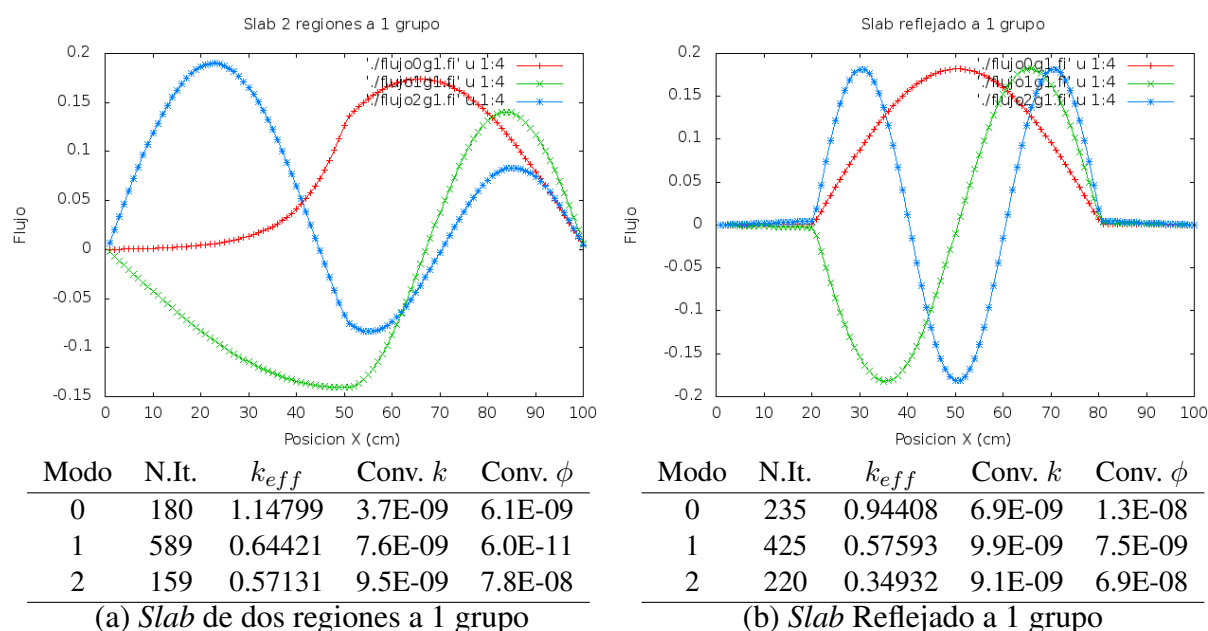 Slab 2 regiones a 1 grupo
0.2
0.15
0.1
0.05
0
-0.05
-0.1
-0.15
Flujo
'./flujo0g1.fi' u 1:4
'./flujo1g1.fi' u 1:4
'./flujo2g1.fi' u 1:4
0 10 20 30 40 50 60 70 80 90 100
Posicion X (cm)
Modo N.It. k_eff Conv. k Conv. ϕ
0 180 1.14799 3.7E-09 6.1E-09
1 589 0.64421 7.6E-09 6.0E-11
2 159 0.57131 9.5E-09 7.8E-08
(a) Slab de dos regiones a 1 grupo
Slab reflejado a 1 grupo
0.2
0.15
0.1
0.05
0
-0.05
-0.1
-0.15
-0.2
Flujo
'./flujo0g1.fi' u 1:4
'./flujo1g1.fi' u 1:4
'./flujo2g1.fi' u 1:4
0 10 20 30 40 50 60 70 80 90 100
Posicion X (cm)
Modo N.It. k_eff Conv. k Conv. ϕ
0 235 0.94408 6.9E-09 1.3E-08
1 425 0.57593 9.9E-09 7.5E-09
2 220 0.34932 9.1E-09 6.9E-08
(b) Slab Reflejado a 1 grupo